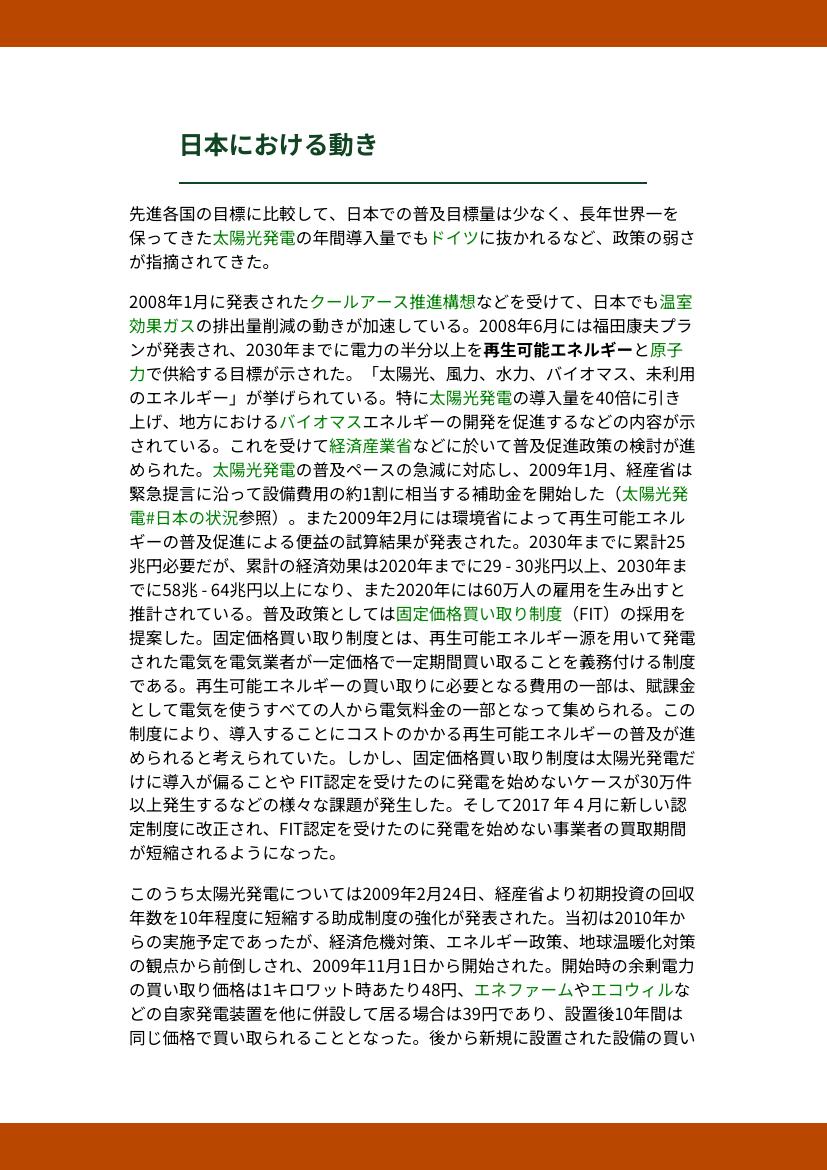 日本における動き
先進各国の目標に比較して、日本での普及目標量は少なく、長年世界一を
保ってきた太陽光発電の年間導入量でもドイツに抜かれるなど、政策の弱さ
が指摘されてきた。
2008年1月に発表されたクールアース推進構想などを受けて、日本でも温室
効果ガスの排出量削減の動きが加速している。2008年6月には福田康夫プラ
ンが発表され、2030年までに電力の半分以上を再生可能エネルギーと原子
力で供給する目標が示された。「太陽光、風力、水力、バイオマス、未利用
のエネルギー」が挙げられている。特に太陽光発電の導入量を40倍に引き
上げ、地方におけるバイオマスエネルギーの開発を促進するなどの内容が示
されている。これを受けて経済産業省などに於いて普及促進政策の検討が進
められた。太陽光発電の普及ペースの急減に対応し、2009年1月、経産省は
緊急提言に沿って設備費用の約1割に相当する補助金を開始した（太陽光発
電#日本の状況参照）。また2009年2月には環境省によって再生可能エネル
ギーの普及促進による便益の試算結果が発表された。2030年までに累計25
兆円必要だが、累計の経済効果は2020年までに29 - 30兆円以上、2030年ま
でに58兆 - 64兆円以上になり、また2020年には60万人の雇用を生み出すと
推計されている。普及政策としては固定価格買い取り制度（FIT）の採用を
提案した。固定価格買い取り制度とは、再生可能エネルギー源を用いて発電
された電気を電気業者が一定価格で一定期間買い取ることを義務付ける制度
である。再生可能エネルギーの買い取りに必要となる費用の一部は、賦課金
として電気を使うすべての人から電気料金の一部となって集められる。この
制度により、導入することにコストのかかる再生可能エネルギーの普及が進
められると考えられていた。しかし、固定価格買い取り制度は太陽光発電だ
けに導入が偏ることや FIT認定を受けたのに発電を始めないケースが30万件
以上発生するなどの様々な課題が発生した。そして2017 年４月に新しい認
定制度に改正され、FIT認定を受けたのに発電を始めない事業者の買取期間
が短縮されるようになった。
このうち太陽光発電については2009年2月24日、経産省より初期投資の回収
年数を10年程度に短縮する助成制度の強化が発表された。当初は2010年か
らの実施予定であったが、経済危機対策、エネルギー政策、地球温暖化対策
の観点から前倒しされ、2009年11月1日から開始された。開始時の余剰電力
の買い取り価格は1キロワット時あたり48円、エネファームやエコウィルな
どの自家発電装置を他に併設して居る場合は39円であり、設置後10年間は
同じ価格で買い取られることとなった。後から新規に設置された設備の買い